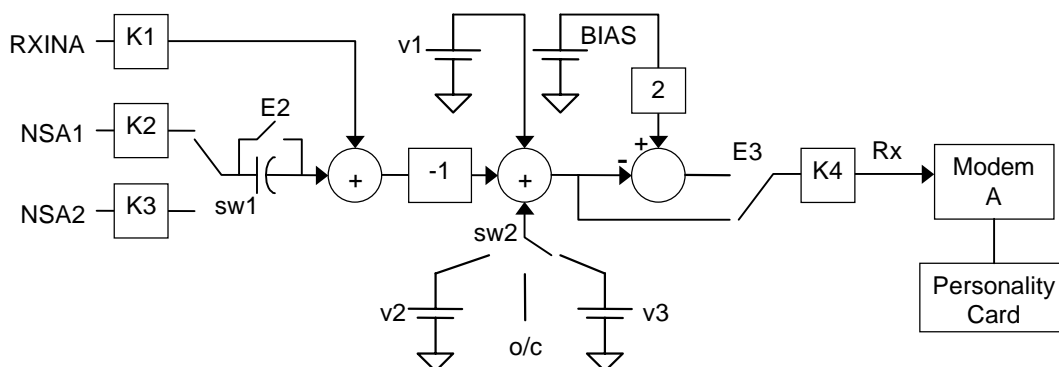 RXINA
K1
v1
BIAS
2
NSA1
K2
E2
+
-1
+
+
-
E3
K4
Rx
Modem
A
NSA2
K3
sw1
sw2
v2
o/c
v3
Personality
Card